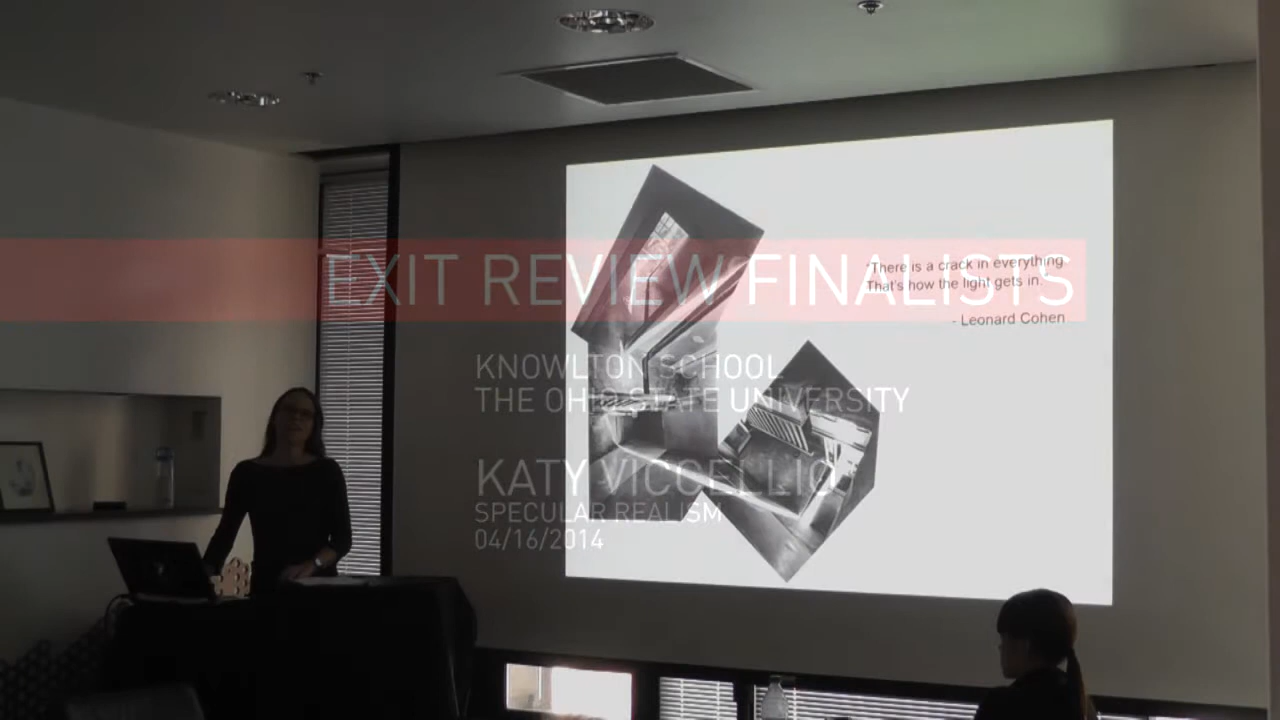 EXIT REVIEW FINALISTS
"There is a crack in everything.
That's how the light gets in.
- Leonard Cohen
KNOWLTON SCHOOL
THE OHIO STATE UNIVERSITY
KATY VICCELLIO
SPECULAR REALISM
04/16/2014